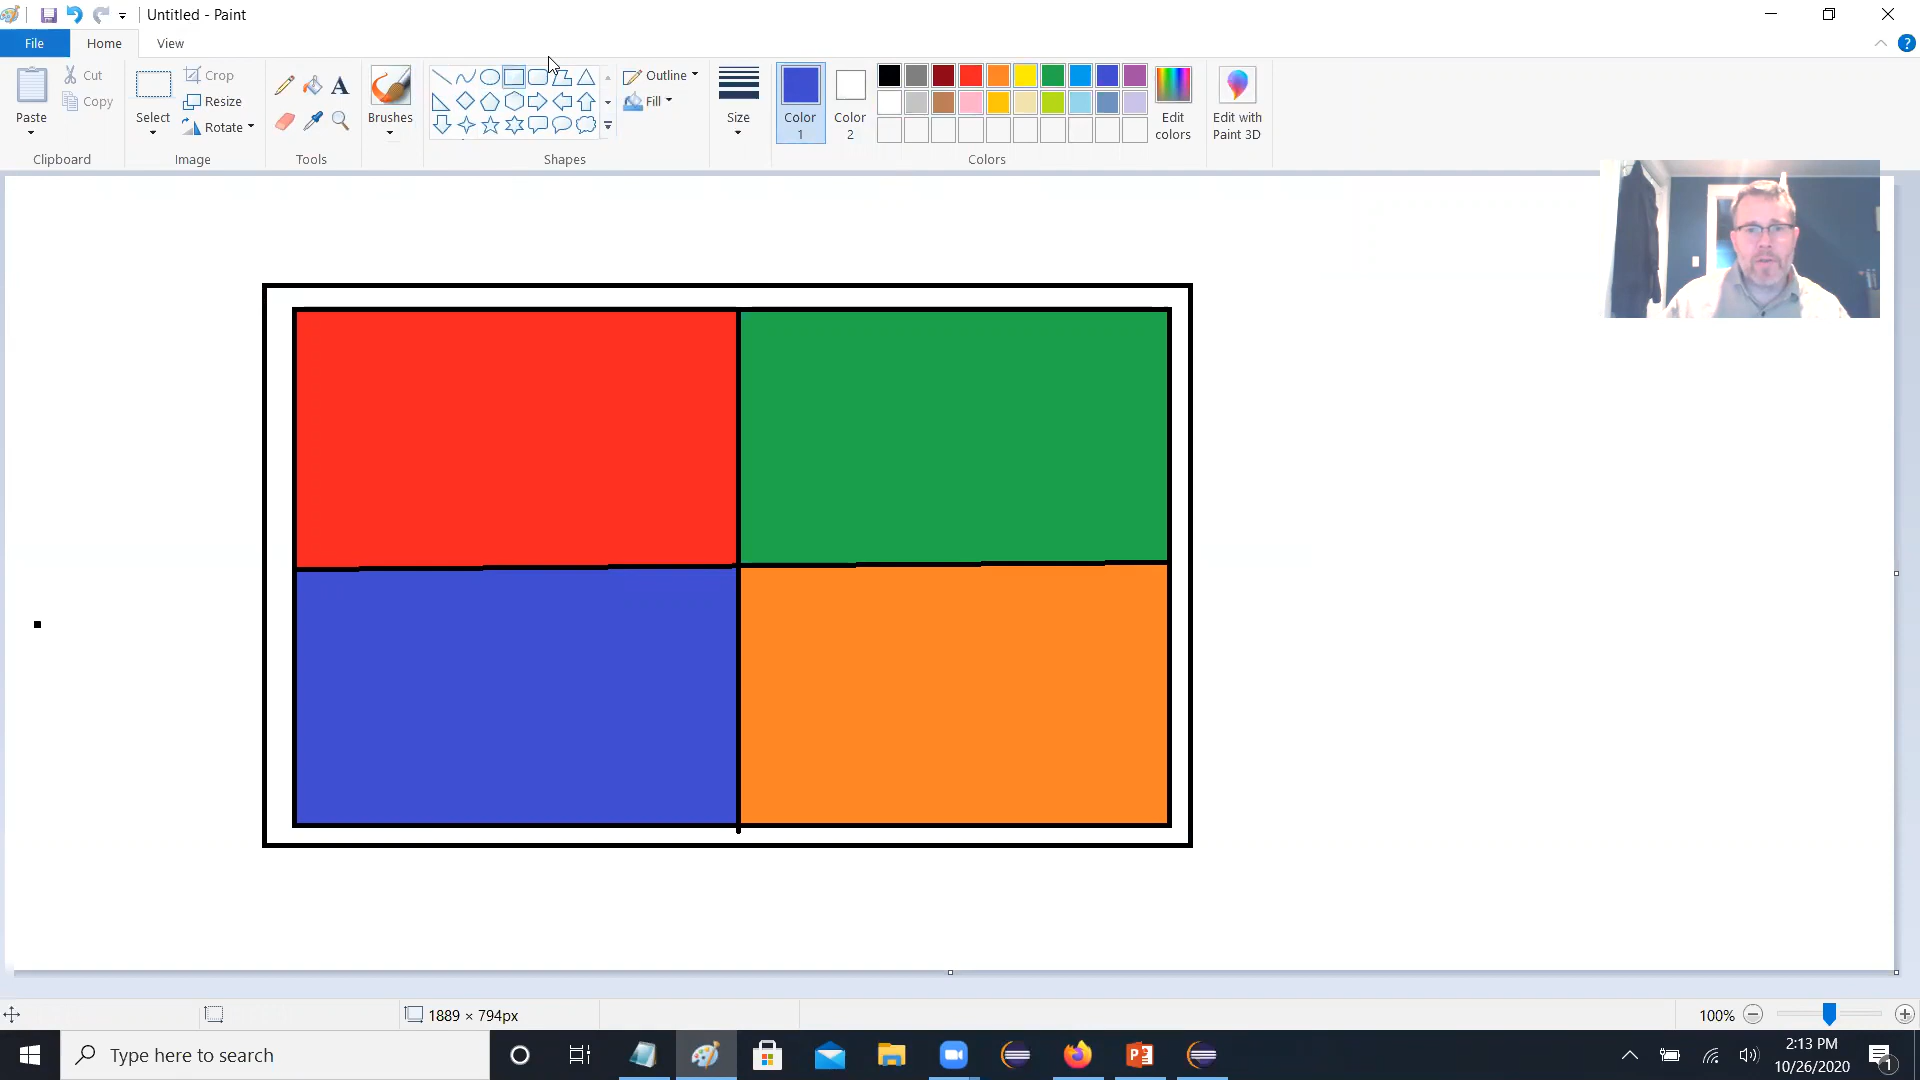 Untitled - Paint
File
Home
View
Paste
Cut
Copy
Clipboard
Select
Crop
Resize
Rotate
Image
A
Tools
Brushes
Shapes
Outline
Fill
Size
Color 1
Color 2
Colors
Edit colors
Edit with Paint 3D
?
1889 × 794px
100%
Type here to search
P
2:13 PM
10/26/2020
1